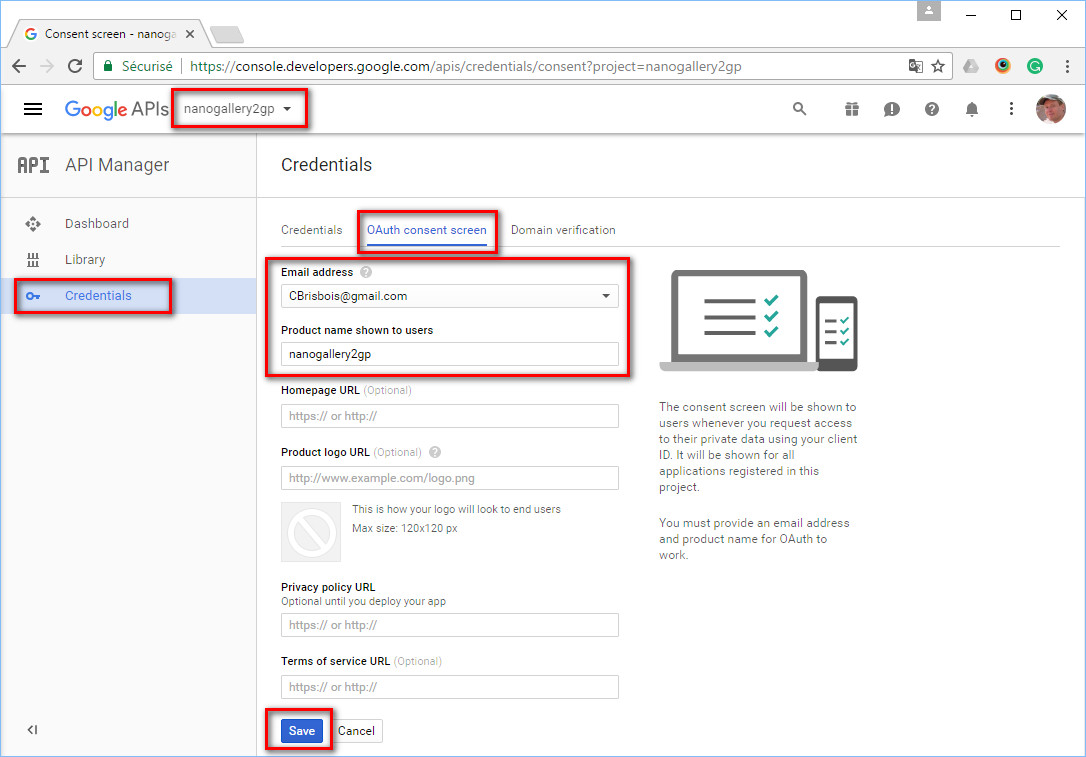 Consent screen - nanoga
Sécurisé
https://console.developers.google.com/apis/credentials/consent?project=nanogallery2gp
Google APIs
nanogallery2gp
API
API Manager
Credentials
Dashboard
Library
Credentials
Credentials
OAuth consent screen
Domain verification
Email address
CBrisbois@gmail.com
Product name shown to users
nanogallery2gp
Homepage URL (Optional)
https:// or http://
Product logo URL (Optional)
http://www.example.com/logo.png
This is how your logo will look to end users
Max size: 120x120 px
Privacy policy URL
Optional until you deploy your app
https:// or http://
Terms of service URL (Optional)
https:// or http://
Save
Cancel
The consent screen will be shown to
users whenever you request access
to their private data using your client
ID. It will be shown for all
applications registered in this
project.
You must provide an email address
and product name for OAuth to
work.